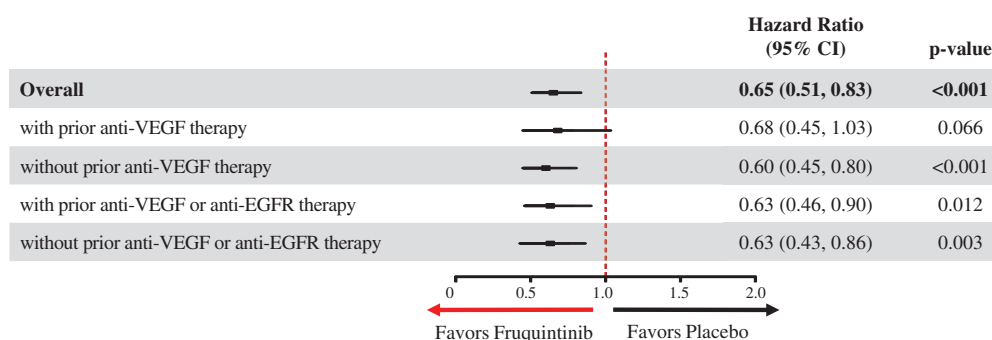 Hazard Ratio
(95% CI) p-value
Overall 0.65 (0.51, 0.83) <0.001
with prior anti-VEGF therapy 0.68 (0.45, 1.03) 0.066
without prior anti-VEGF therapy 0.60 (0.45, 0.80) <0.001
with prior anti-VEGF or anti-EGFR therapy 0.63 (0.46, 0.90) 0.012
without prior anti-VEGF or anti-EGFR therapy 0.63 (0.43, 0.86) 0.003
0 0.5 1.0 1.5 2.0
Favors Fruquintinib Favors Placebo